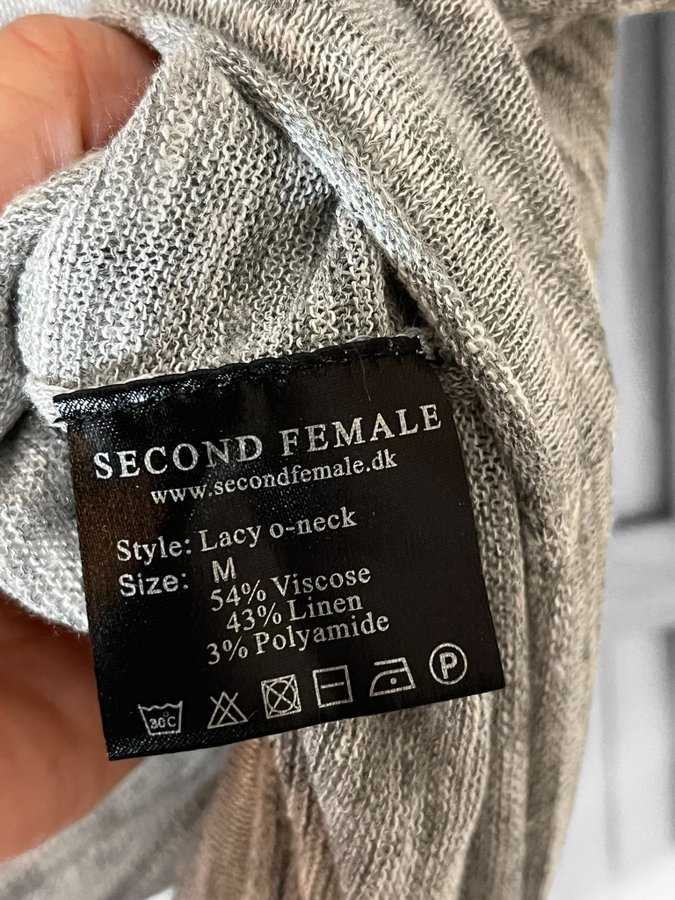 SECOND FEMALE
www.secondfemale.dk
Style: Lacy o-neck
Size: M
54% Viscose
43% Linen
3% Polyamide
30°C P